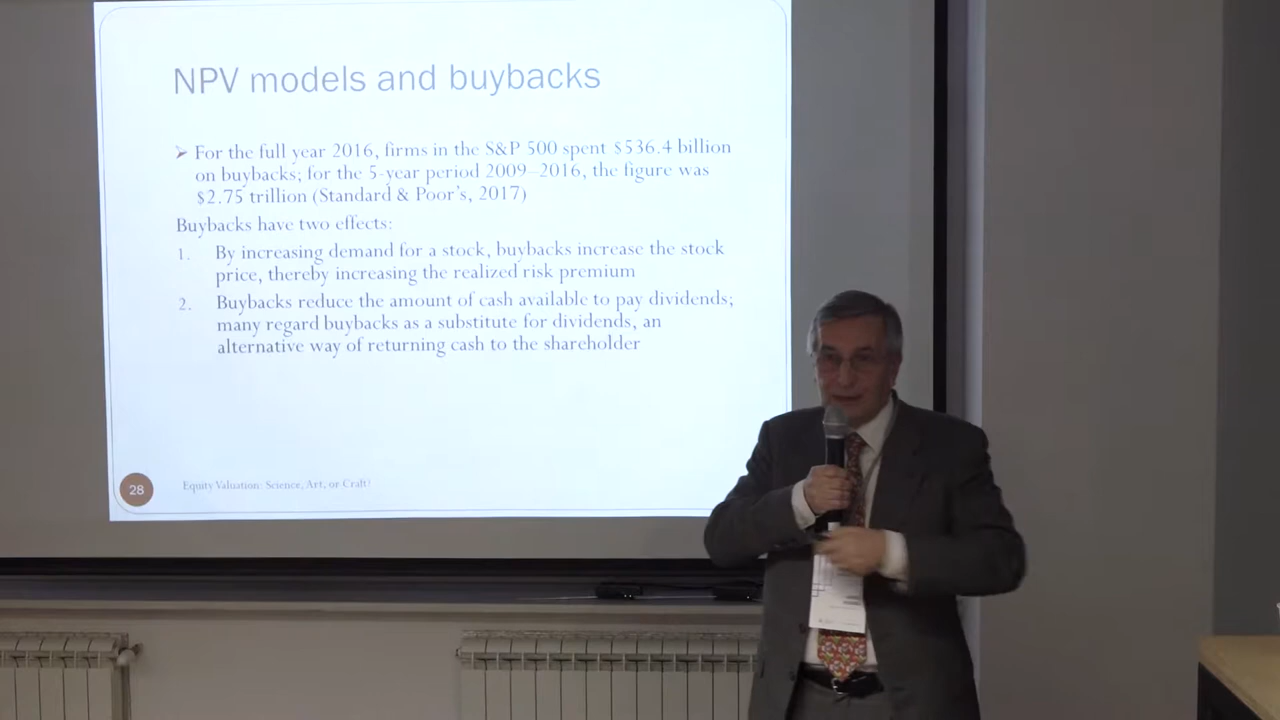 NPV models and buybacks
➤ For the full year 2016, firms in the S&P 500 spent $536.4 billion
on buybacks; for the 5-year period 2009–2016, the figure was
$2.75 trillion (Standard & Poor's, 2017)
Buybacks have two effects:
1. By increasing demand for a stock, buybacks increase the stock
price, thereby increasing the realized risk premium
2. Buybacks reduce the amount of cash available to pay dividends;
many regard buybacks as a substitute for dividends, an
alternative way of returning cash to the shareholder
28
Equity Valuation: Science, Art, or Craft?